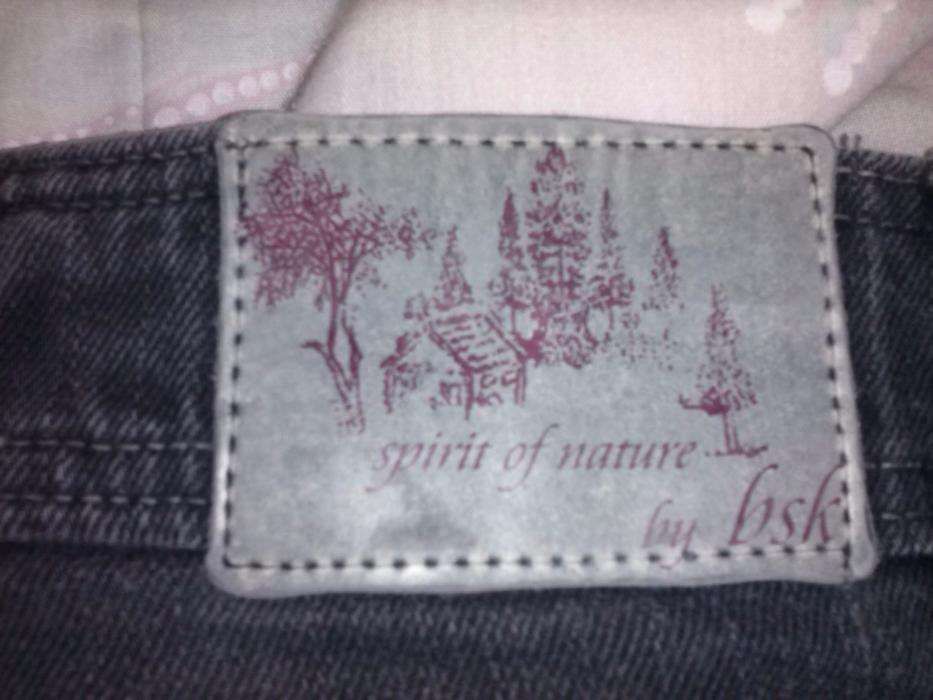 spirit of nature
by bsk